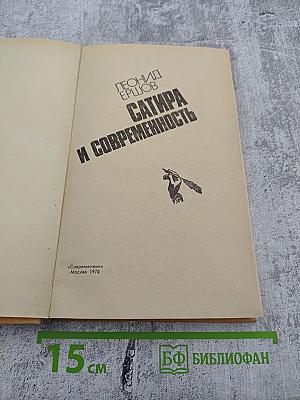 ЛЕОНИД
ЕРШОВ
САТИРА
И СОВРЕМЕННОСТЬ
«Современник»
Москва 1978
15 см
БФ БИБЛИОФАН